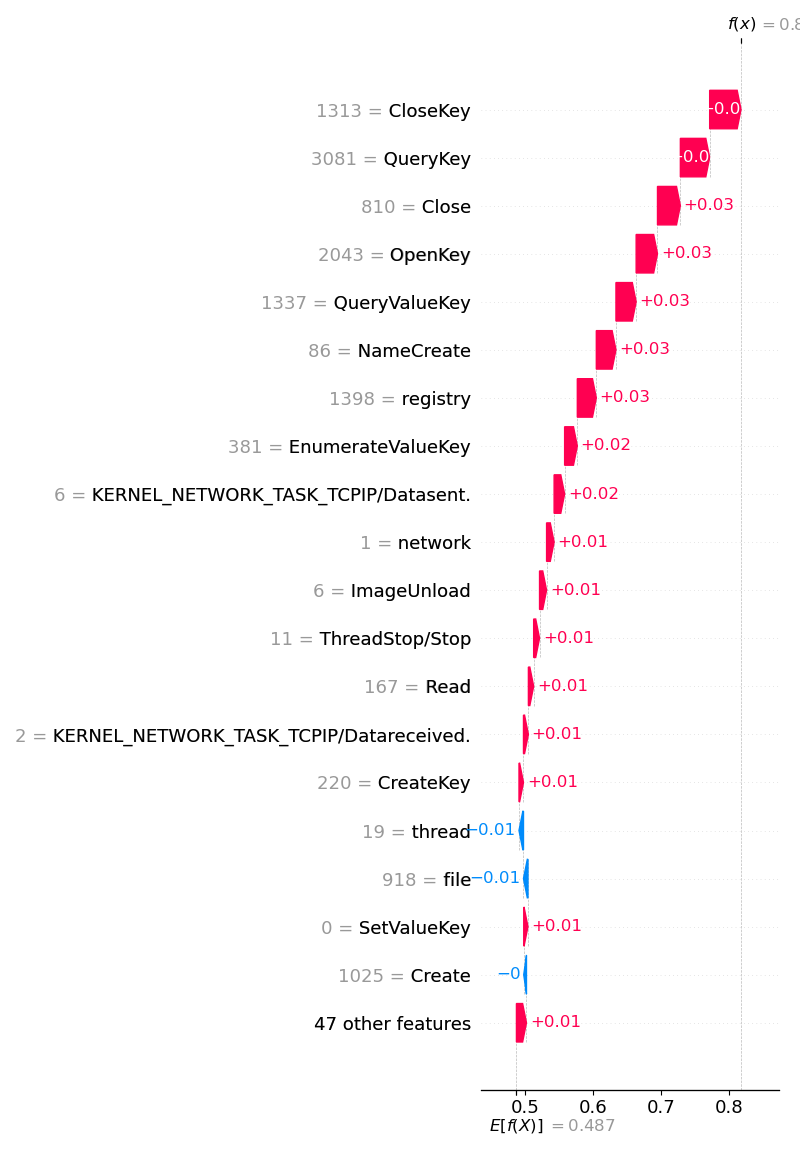 f(x) = 0.8
1313 = CloseKey +0.0
3081 = QueryKey +0.0
810 = Close +0.03
2043 = OpenKey +0.03
1337 = QueryValueKey +0.03
86 = NameCreate +0.03
1398 = registry +0.03
381 = EnumerateValueKey +0.02
6 = KERNEL_NETWORK_TASK_TCPIP/Datasent. +0.02
1 = network +0.01
6 = ImageUnload +0.01
11 = ThreadStop/Stop +0.01
167 = Read +0.01
2 = KERNEL_NETWORK_TASK_TCPIP/Datareceived. +0.01
220 = CreateKey +0.01
19 = thread −0.01
918 = file −0.01
0 = SetValueKey +0.01
1025 = Create −0
47 other features +0.01
0.5 0.6 0.7 0.8
E[f(X)] = 0.487